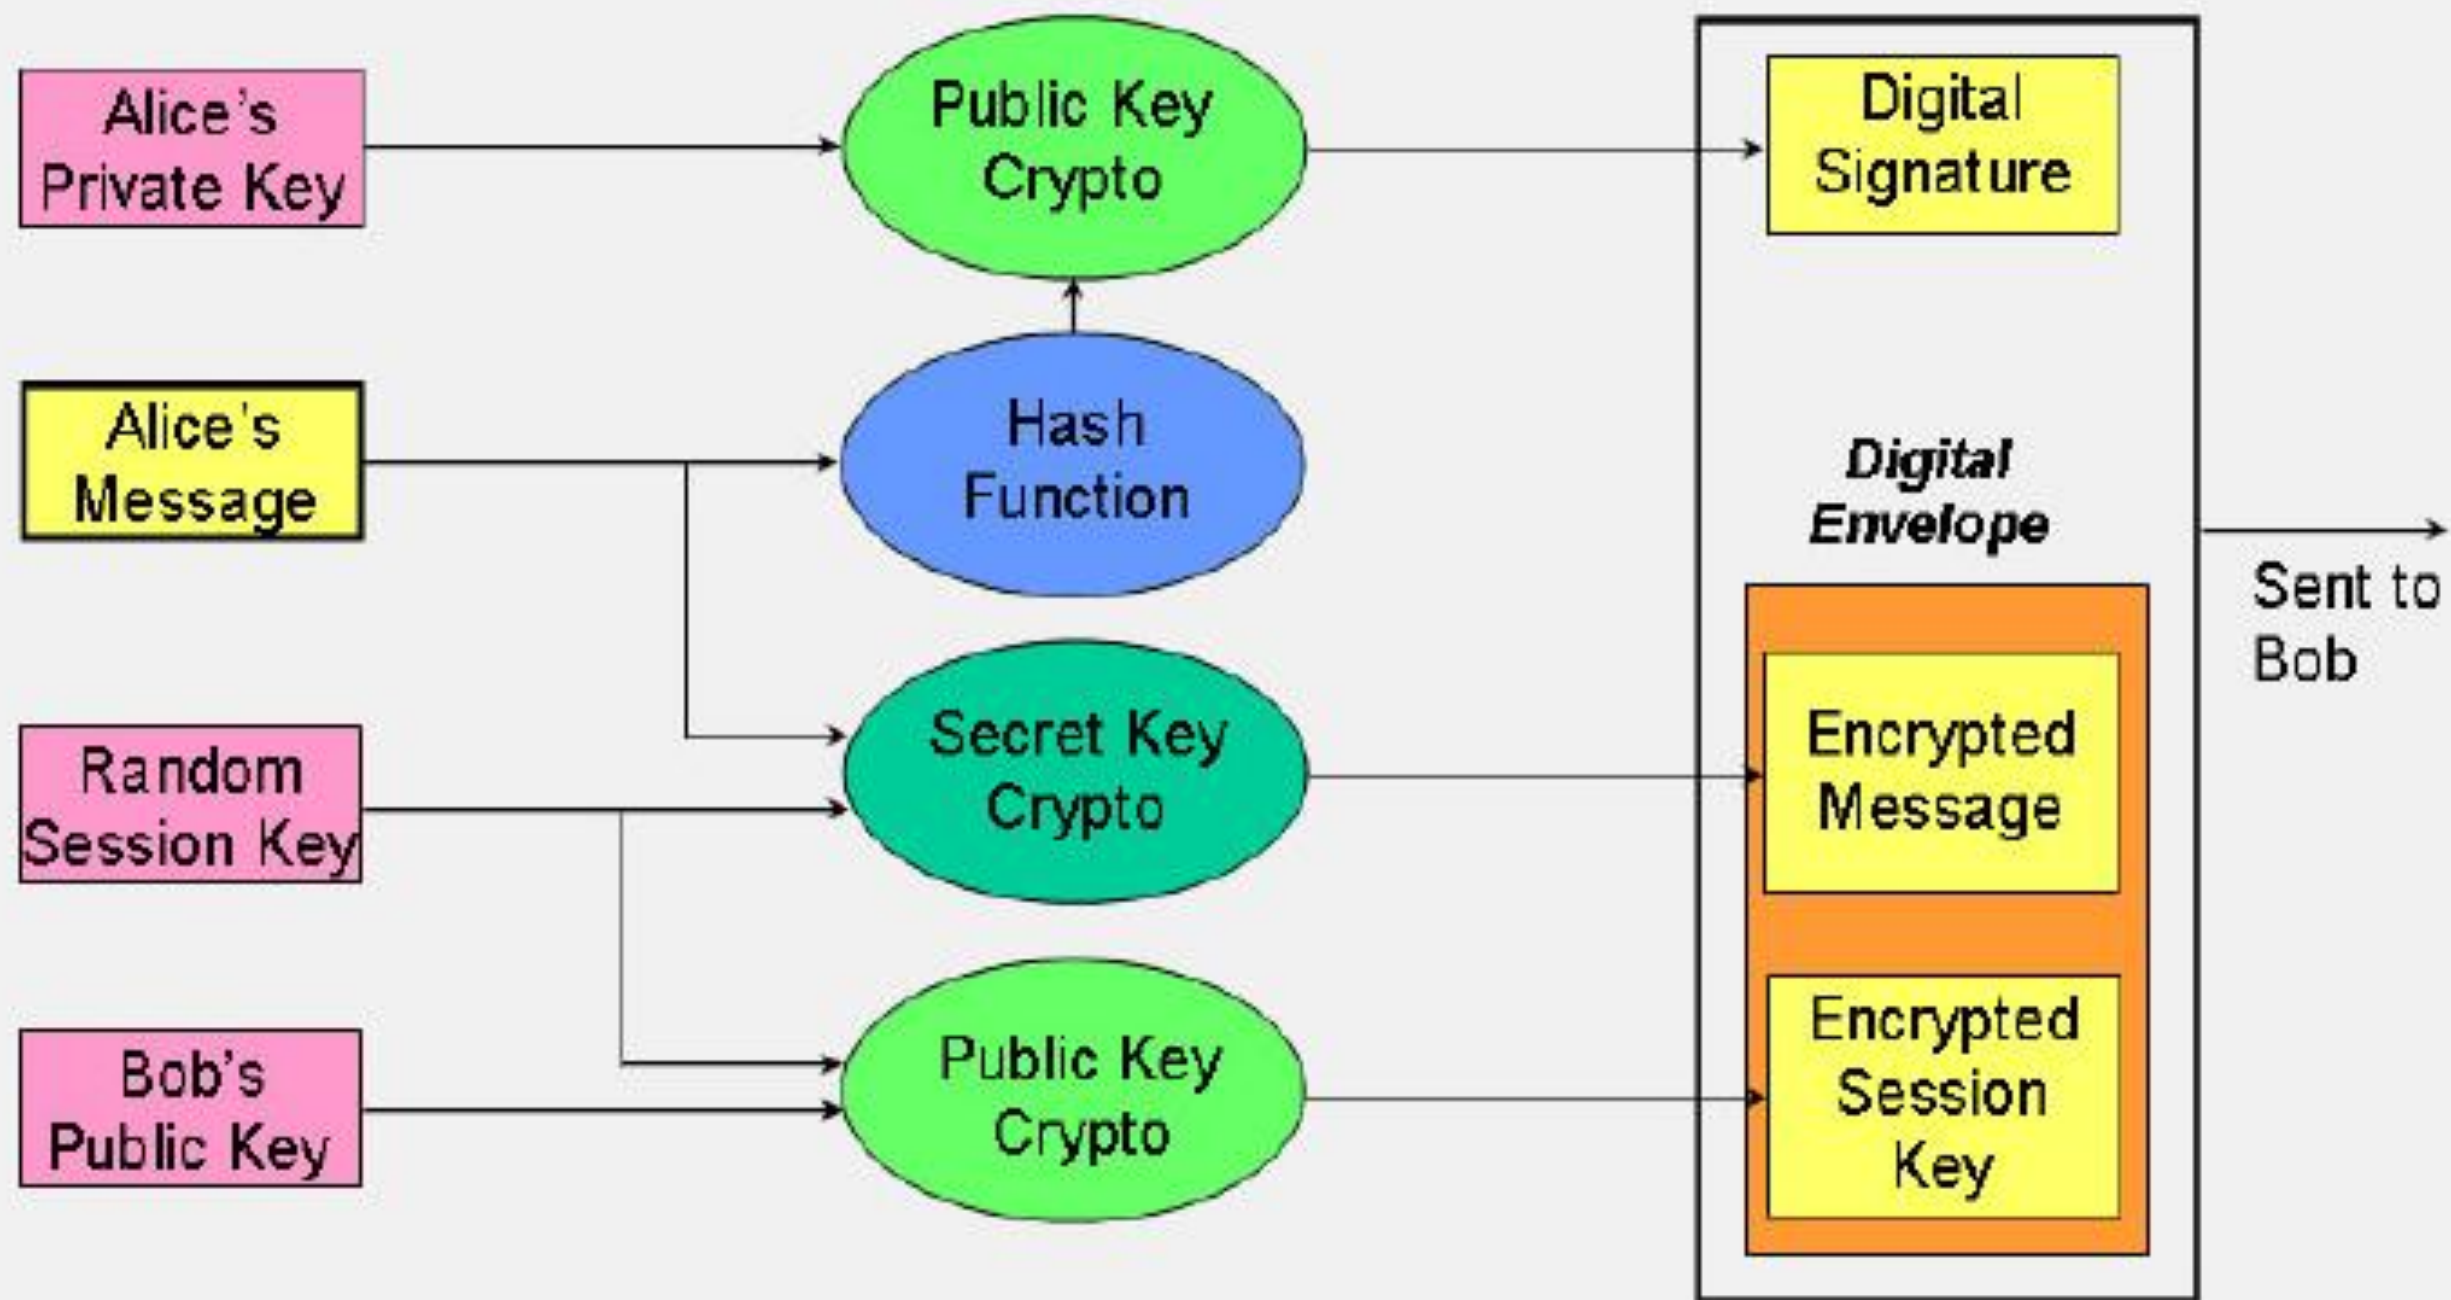 Alice's
Private Key
Public Key
Crypto
Digital
Signature
Alice's
Message
Hash
Function
Digital
Envelope
Sent to
Bob
Random
Session Key
Secret Key
Crypto
Encrypted
Message
Bob's
Public Key
Public Key
Crypto
Encrypted
Session
Key